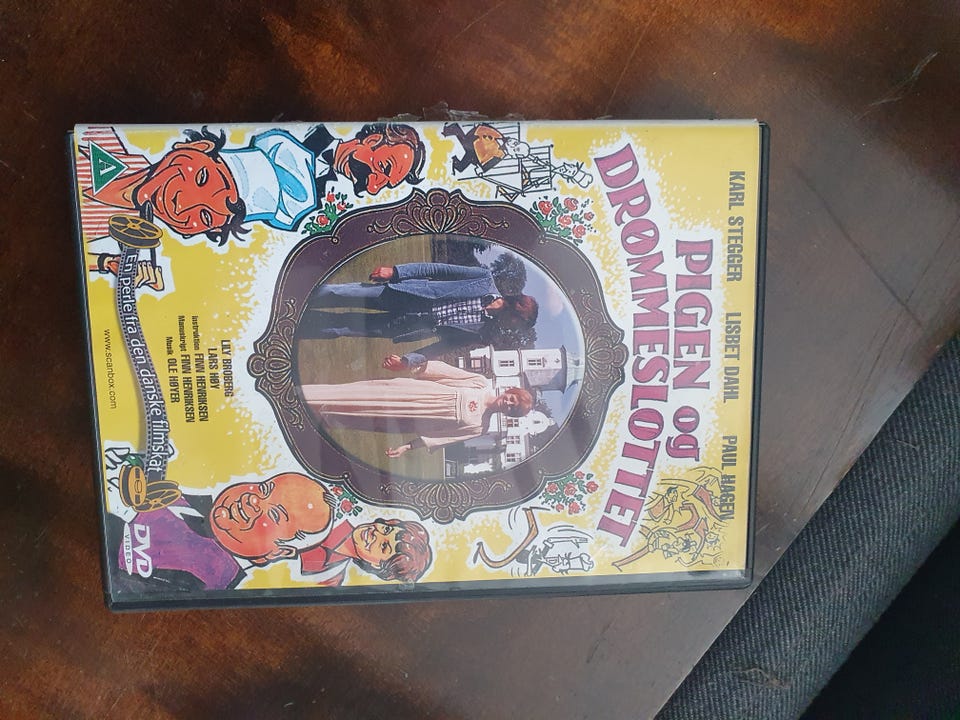 KARL STEGGER LISBET DAHL PAUL HAGEN
PIGEN og
DRØMMESLOTTET
LILY BROBERG
LARS HØY
Instruktion FINN HENRIKSEN
Manuskript FINN HENRIKSEN
Musik OLE HØYER
A
En perle fra den danske filmskat
www.scanbox.com
DVD
VIDEO